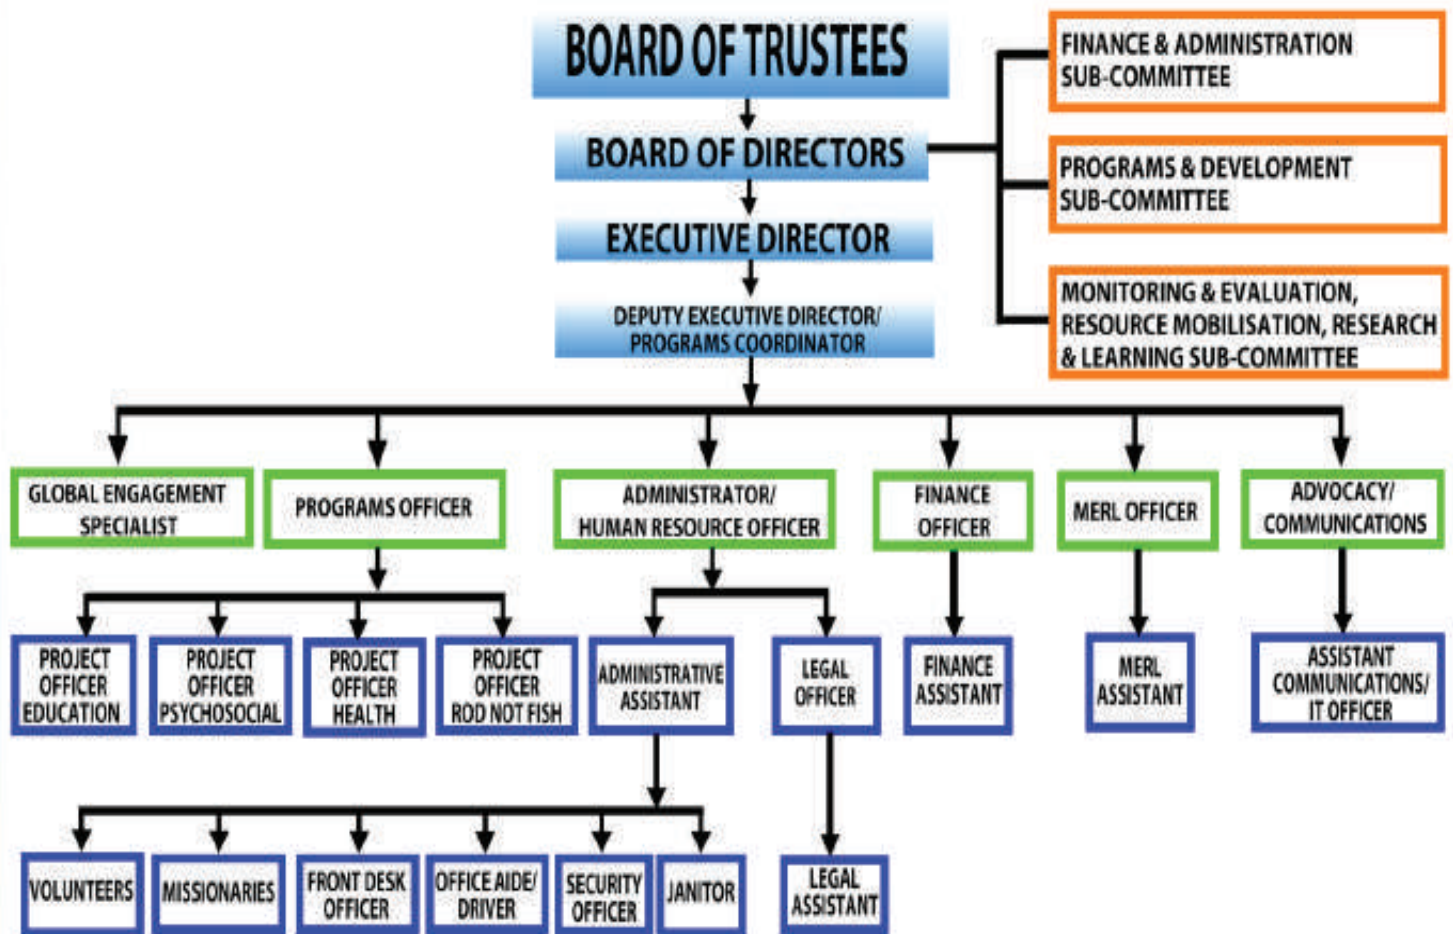 BOARD OF TRUSTEES
FINANCE & ADMINISTRATION
SUB-COMMITTEE
BOARD OF DIRECTORS
PROGRAMS & DEVELOPMENT
SUB-COMMITTEE
EXECUTIVE DIRECTOR
MONITORING & EVALUATION,
RESOURCE MOBILISATION, RESEARCH
& LEARNING SUB-COMMITTEE
DEPUTY EXECUTIVE DIRECTOR/
PROGRAMS COORDINATOR
GLOBAL ENGAGEMENT
SPECIALIST
PROGRAMS OFFICER
ADMINISTRATOR/
HUMAN RESOURCE OFFICER
FINANCE
OFFICER
MERL OFFICER
ADVOCACY/
COMMUNICATIONS
PROJECT
OFFICER
EDUCATION
PROJECT
OFFICER
PSYCHOSOCIAL
PROJECT
OFFICER
HEALTH
PROJECT
OFFICER
ROD NOT FISH
ADMINISTRATIVE
ASSISTANT
LEGAL
OFFICER
FINANCE
ASSISTANT
MERL
ASSISTANT
ASSISTANT
COMMUNICATIONS/
IT OFFICER
VOLUNTEERS
MISSIONARIES
FRONT DESK
OFFICER
OFFICE AIDE/
DRIVER
SECURITY
OFFICER
JANITOR
LEGAL
ASSISTANT